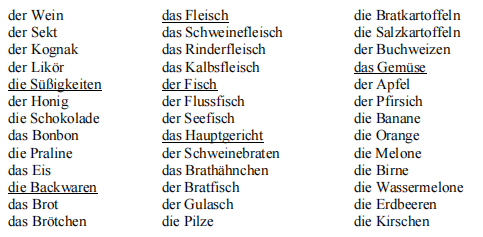 der Wein
der Sekt
der Kognak
der Likör
die Süßigkeiten
der Honig
die Schokolade
das Bonbon
die Praline
das Eis
die Backwaren
das Brot
das Brötchen
das Fleisch
das Schweinefleisch
das Rinderfleisch
das Kalbsfleisch
der Fisch
der Flussfisch
der Seefisch
das Hauptgericht
der Schweinebraten
das Brathähnchen
der Bratfisch
der Gulasch
die Pilze
die Bratkartoffeln
die Salzkartoffeln
der Buchweizen
das Gemüse
der Apfel
der Pfirsich
die Banane
die Orange
die Melone
die Birne
die Wassermelone
die Erdbeeren
die Kirschen